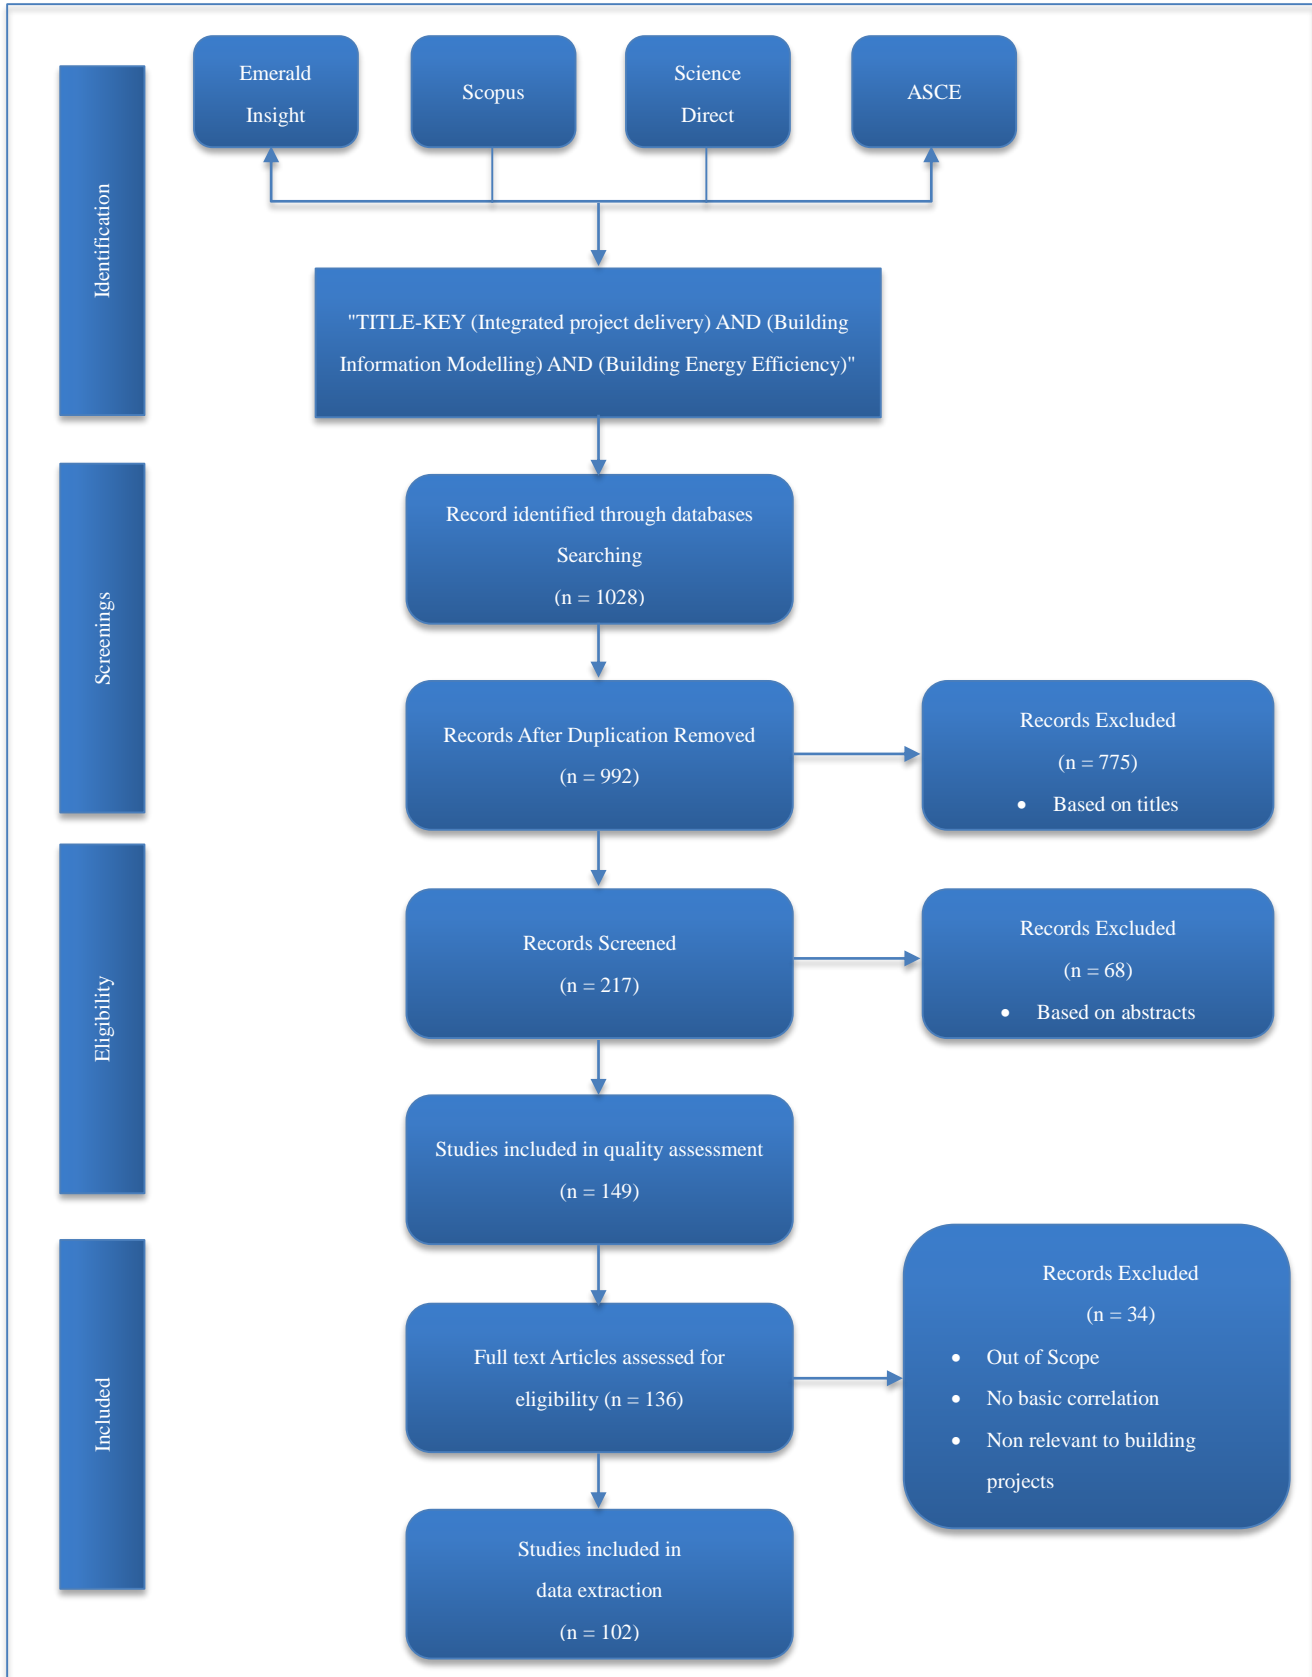 Emerald
Insight
Scopus
Science
Direct
ASCE
Identification
"TITLE-KEY (Integrated project delivery) AND (Building
Information Modelling) AND (Building Energy Efficiency)"
Screenings
Record identified through databases
Searching
(n = 1028)
Records After Duplication Removed
(n = 992)
Records Excluded
(n = 775)
• Based on titles
Eligibility
Records Screened
(n = 217)
Records Excluded
(n = 68)
• Based on abstracts
Studies included in quality assessment
(n = 149)
Included
Full text Articles assessed for
eligibility (n = 136)
Records Excluded
(n = 34)
• Out of Scope
• No basic correlation
• Non relevant to building
projects
Studies included in
data extraction
(n = 102)